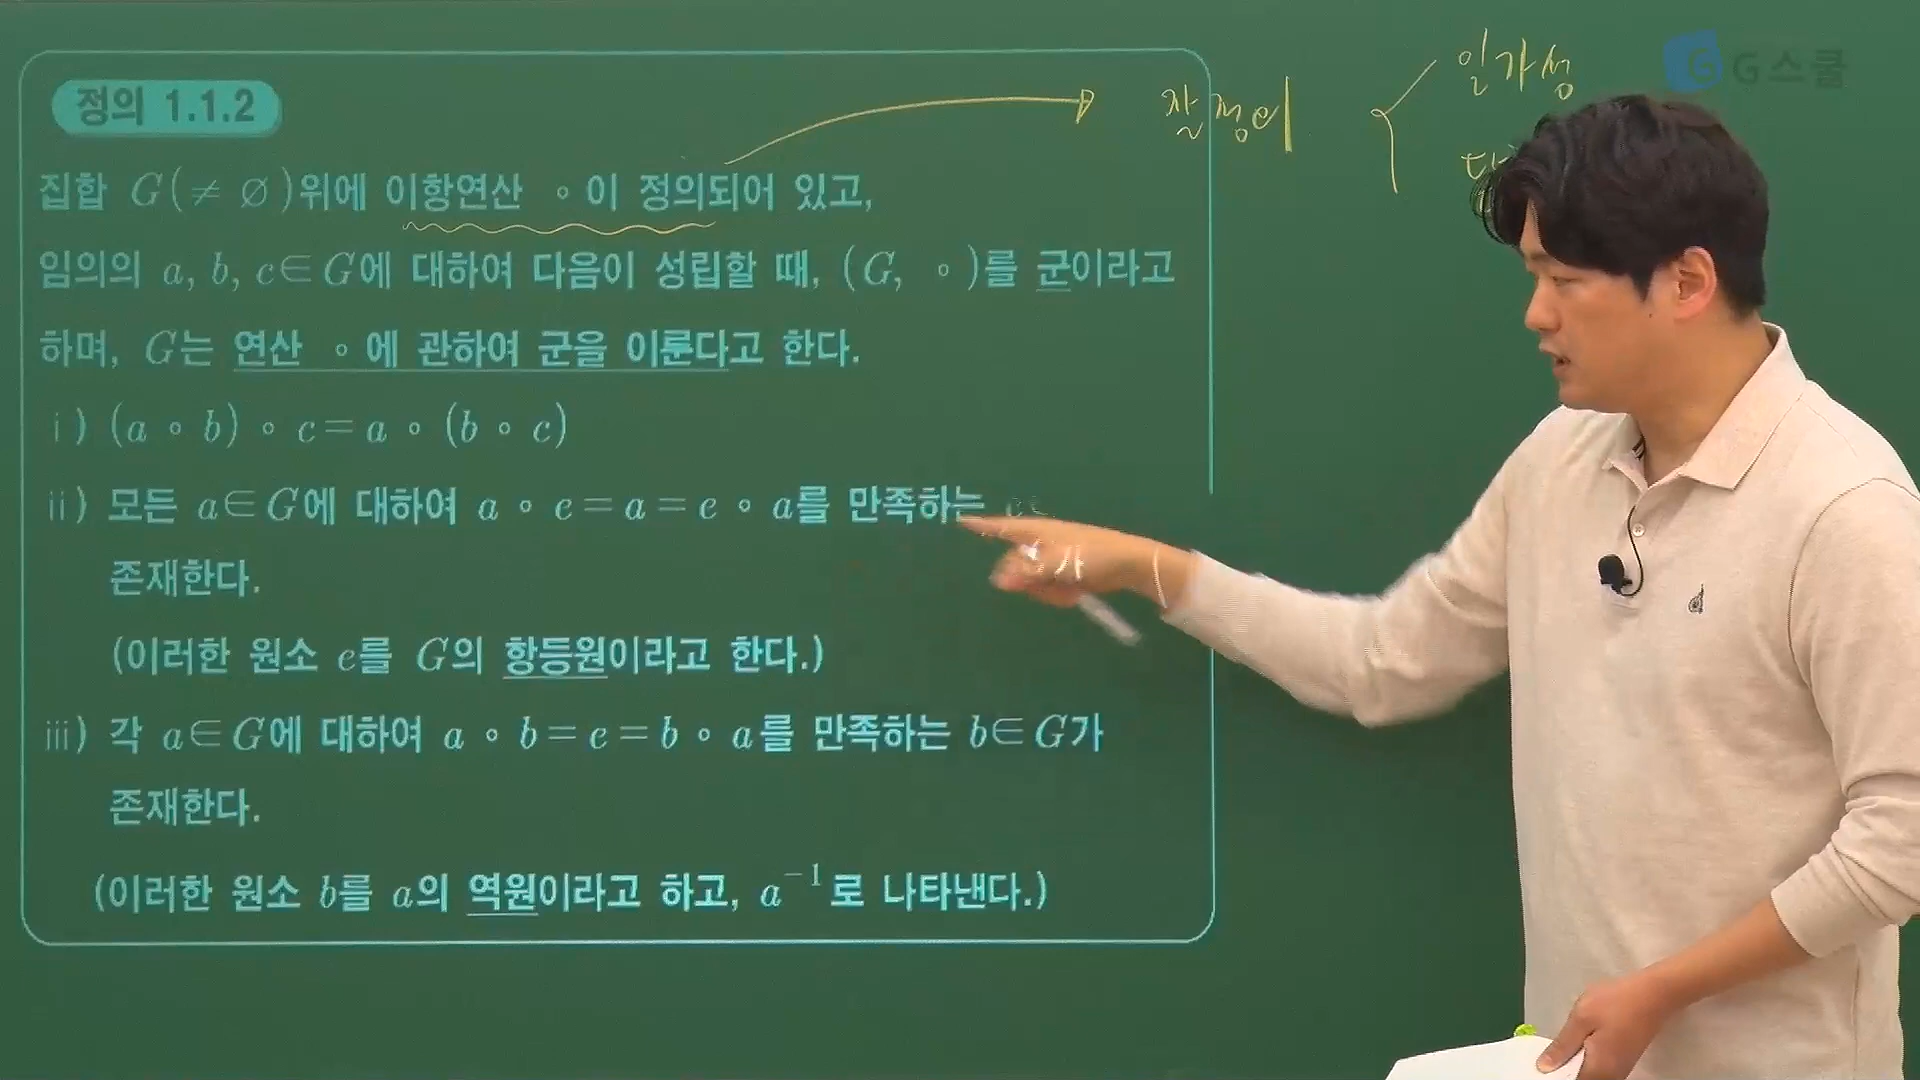 정의 1.1.2
집합 G(≠ ∅)위에 이항연산 ∘이 정의되어 있고,
임의의 a, b, c∈G에 대하여 다음이 성립할 때, (G, ∘)를 군이라고
하며, G는 연산 ∘에 관하여 군을 이룬다고 한다.
ⅰ) (a ∘ b) ∘ c = a ∘ (b ∘ c)
ⅱ) 모든 a∈G에 대하여 a ∘ e = a = e ∘ a를 만족하는
존재한다.
(이러한 원소 e를 G의 항등원이라고 한다.)
ⅲ) 각 a∈G에 대하여 a ∘ b = e = b ∘ a를 만족하는 b∈G가
존재한다.
(이러한 원소 b를 a의 역원이라고 하고, a⁻¹로 나타낸다.)
잘 정의
일가성
G스쿨